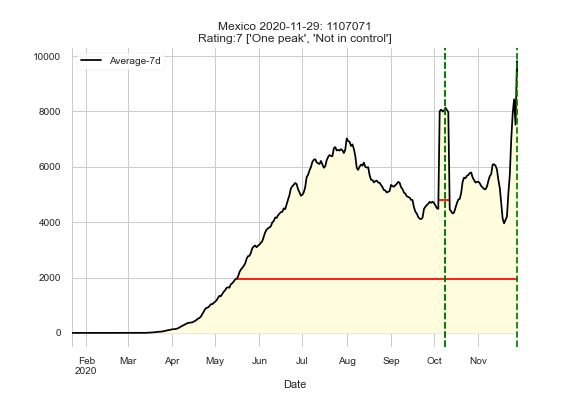 Mexico 2020-11-29: 1107071
Rating:7 ['One peak', 'Not in control']
Average-7d
10000
8000
6000
4000
2000
0
Feb Mar Apr May Jun Jul Aug Sep Oct Nov
2020
Date